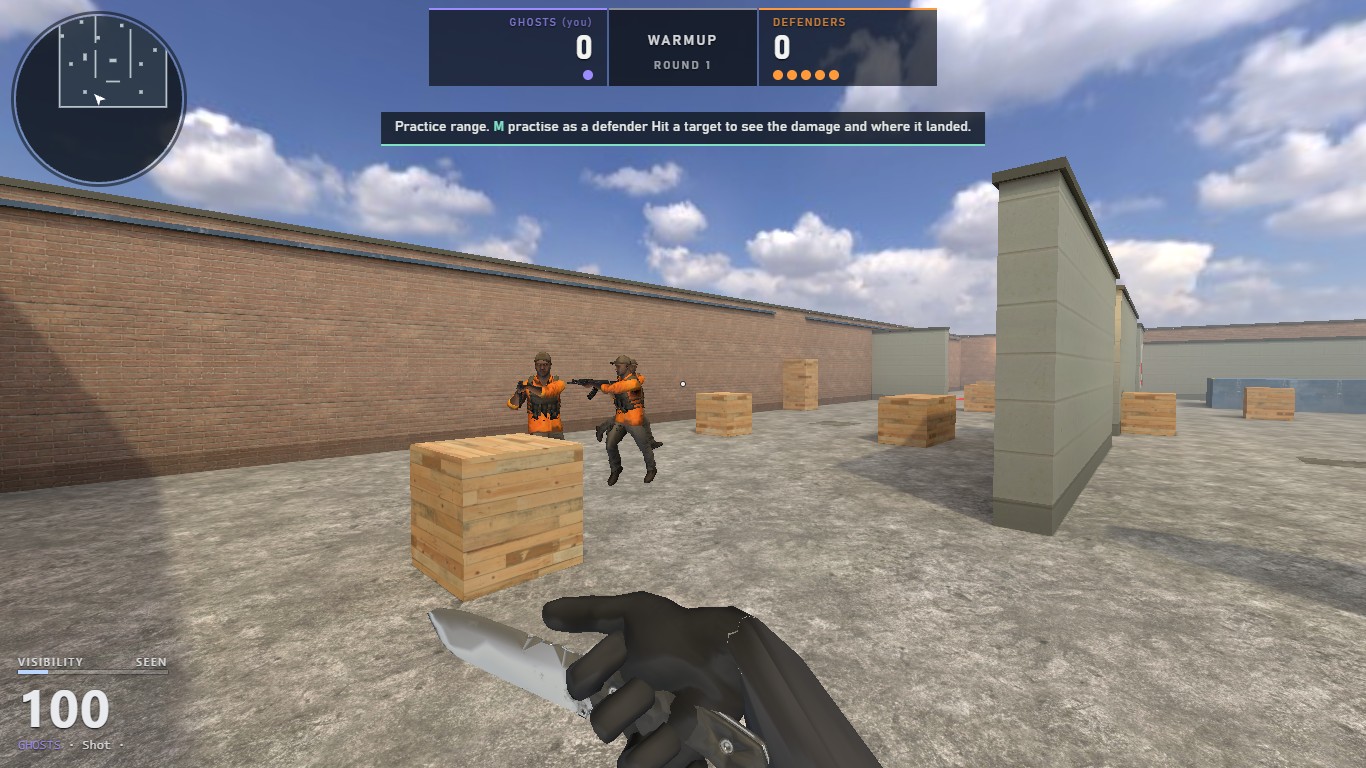 GHOSTS (you)
0
WARMUP
ROUND 1
DEFENDERS
0
Practice range. M practise as a defender Hit a target to see the damage and where it landed.
VISIBILITY SEEN
100
GHOSTS · Shot ·